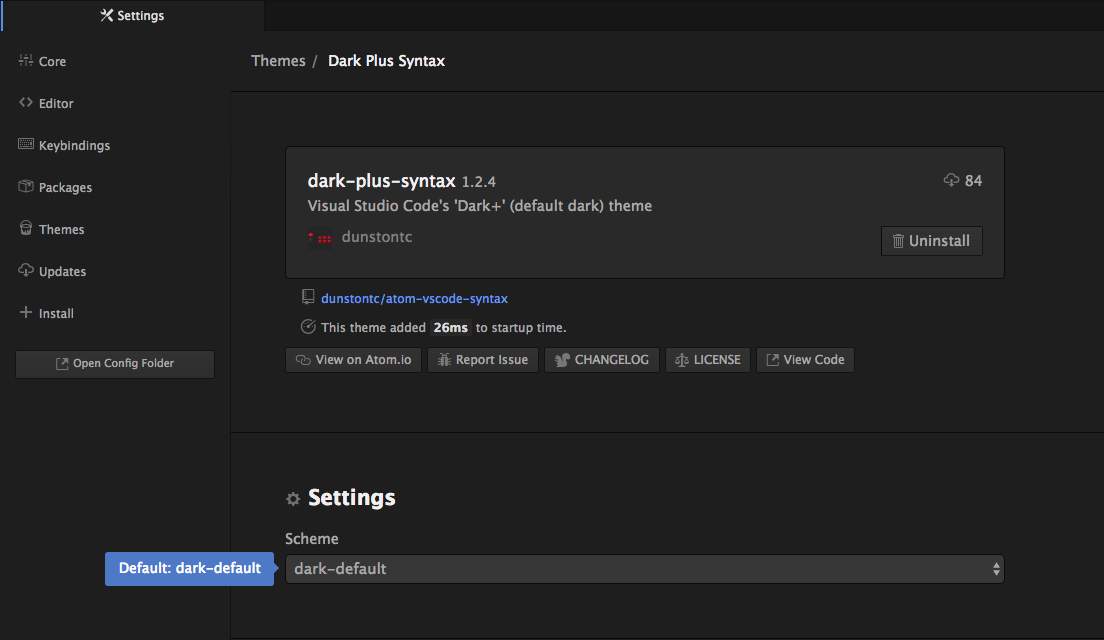 Settings
Core
Editor
Keybindings
Packages
Themes
Updates
Install
Open Config Folder
Themes / Dark Plus Syntax
dark-plus-syntax 1.2.4
84
Visual Studio Code's 'Dark+' (default dark) theme
dunstontc
Uninstall
dunstontc/atom-vscode-syntax
This theme added 26ms to startup time.
View on Atom.io Report Issue CHANGELOG LICENSE View Code
Settings
Scheme
Default: dark-default
dark-default